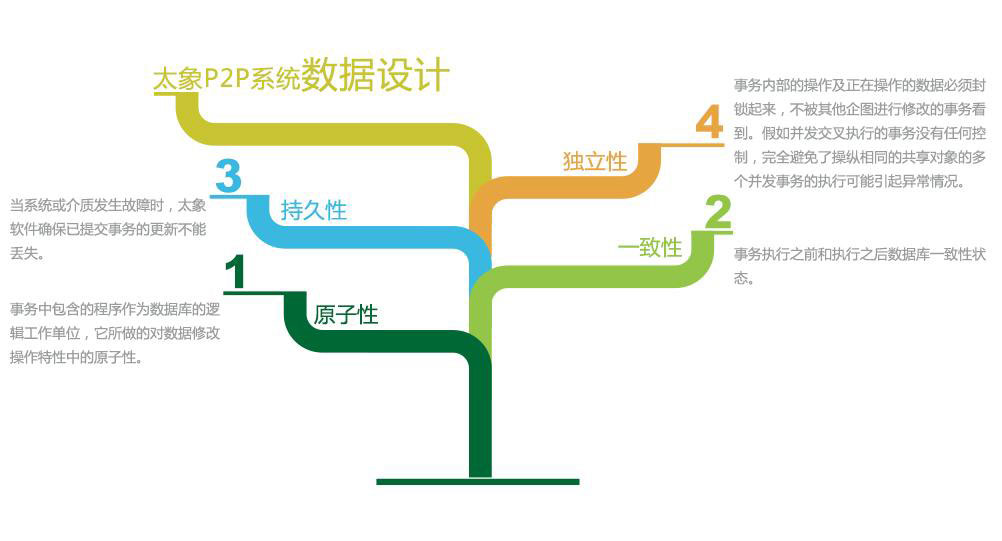 太象P2P系统数据设计
4
事务内部的操作及正在操作的数据必须封
锁起来，不被其他企图进行修改的事务看
到。假如并发交叉执行的事务没有任何控
制，完全避免了操纵相同的共享对象的多
个并发事务的执行可能引起异常情况。
独立性
3
持久性
当系统或介质发生故障时，太象
软件确保已提交事务的更新不能
丢失。
2
一致性
事务执行之前和执行之后数据库一致性状
态。
1
原子性
事务中包含的程序作为数据库的逻
辑工作单位，它所做的对数据修改
操作特性中的原子性。